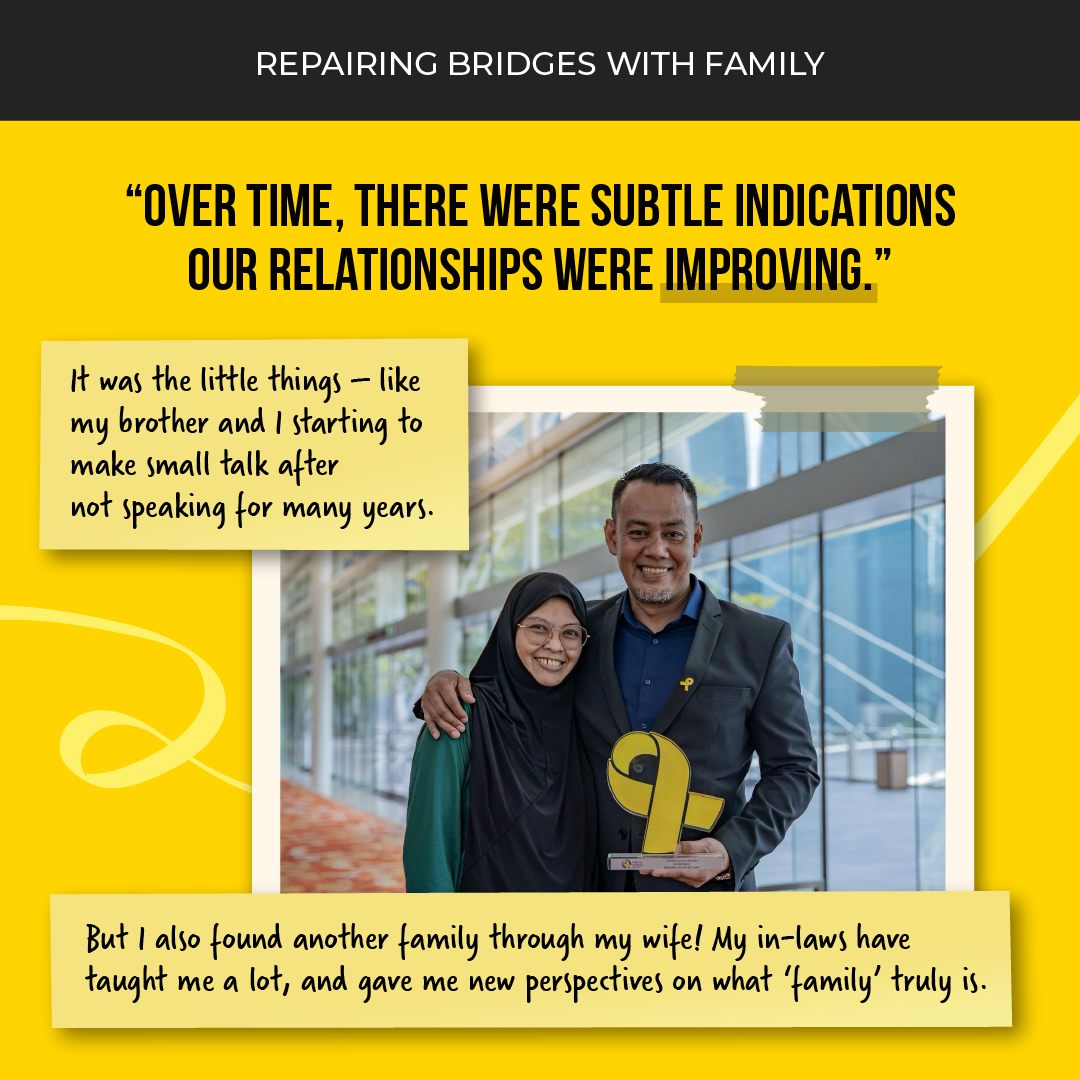 REPAIRING BRIDGES WITH FAMILY
“OVER TIME, THERE WERE SUBTLE INDICATIONS
OUR RELATIONSHIPS WERE IMPROVING.”
It was the little things – like
my brother and I starting to
make small talk after
not speaking for many years.
But I also found another family through my wife! My in-laws have
taught me a lot, and gave me new perspectives on what ‘family’ truly is.